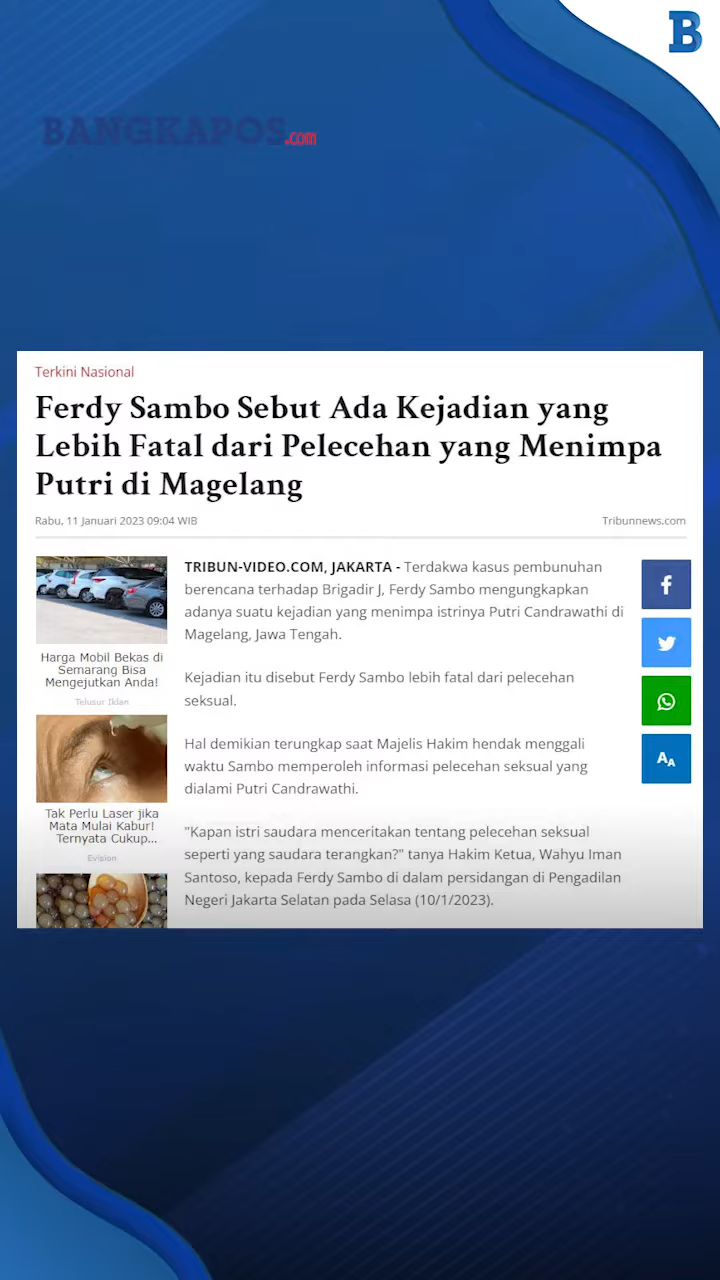 B
BANGKAPOS.com
Terkini Nasional
Ferdy Sambo Sebut Ada Kejadian yang
Lebih Fatal dari Pelecehan yang Menimpa
Putri di Magelang
Rabu, 11 Januari 2023 09:04 WIB
Tribunnews.com
Harga Mobil Bekas di
Semarang Bisa
Mengejutkan Anda!
Telusur Iklan
Tak Perlu Laser jika
Mata Mulai Kabur!
Ternyata Cukup...
Evision
TRIBUN-VIDEO.COM, JAKARTA - Terdakwa kasus pembunuhan
berencana terhadap Brigadir J, Ferdy Sambo mengungkapkan
adanya suatu kejadian yang menimpa istrinya Putri Candrawathi di
Magelang, Jawa Tengah.
Kejadian itu disebut Ferdy Sambo lebih fatal dari pelecehan
seksual.
Hal demikian terungkap saat Majelis Hakim hendak menggali
waktu Sambo memperoleh informasi pelecehan seksual yang
dialami Putri Candrawathi.
"Kapan istri saudara menceritakan tentang pelecehan seksual
seperti yang saudara terangkan?" tanya Hakim Ketua, Wahyu Iman
Santoso, kepada Ferdy Sambo di dalam persidangan di Pengadilan
Negeri Jakarta Selatan pada Selasa (10/1/2023).
f
AA